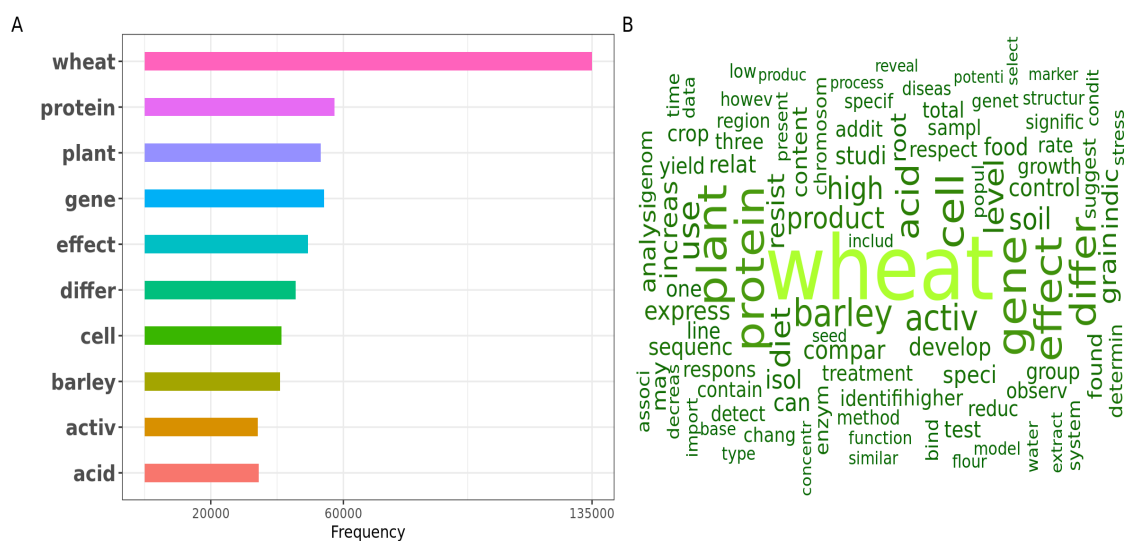 A
wheat
protein
plant
gene
effect
differ
cell
barley
activ
acid
20000 60000 135000
Frequency
B
select
reveal
low
produc
process
potenti
marker
time
data
diseas
condit
howev
specif
genet
structur
present
chromosom
content
total
region
signific
stress
crop
three
addit
root
sampl
studi
respect
food
rate
suggest
genom
yield
relat
growth
analysi
increas
use
plant
protein
resist
high
acid
cell
popul
level
control
indic
product
soil
includ
wheat
gene
effect
differ
grain
one
express
barley
activ
line
diet
seed
sequenc
compar
develop
found
determin
may
respons
treatment
speci
group
associ
decreas
contain
isol
observ
identifi
higher
can
enzym
reduc
import
detect
method
base
chang
function
bind
test
system
type
concentr
similar
flour
model
water
extract